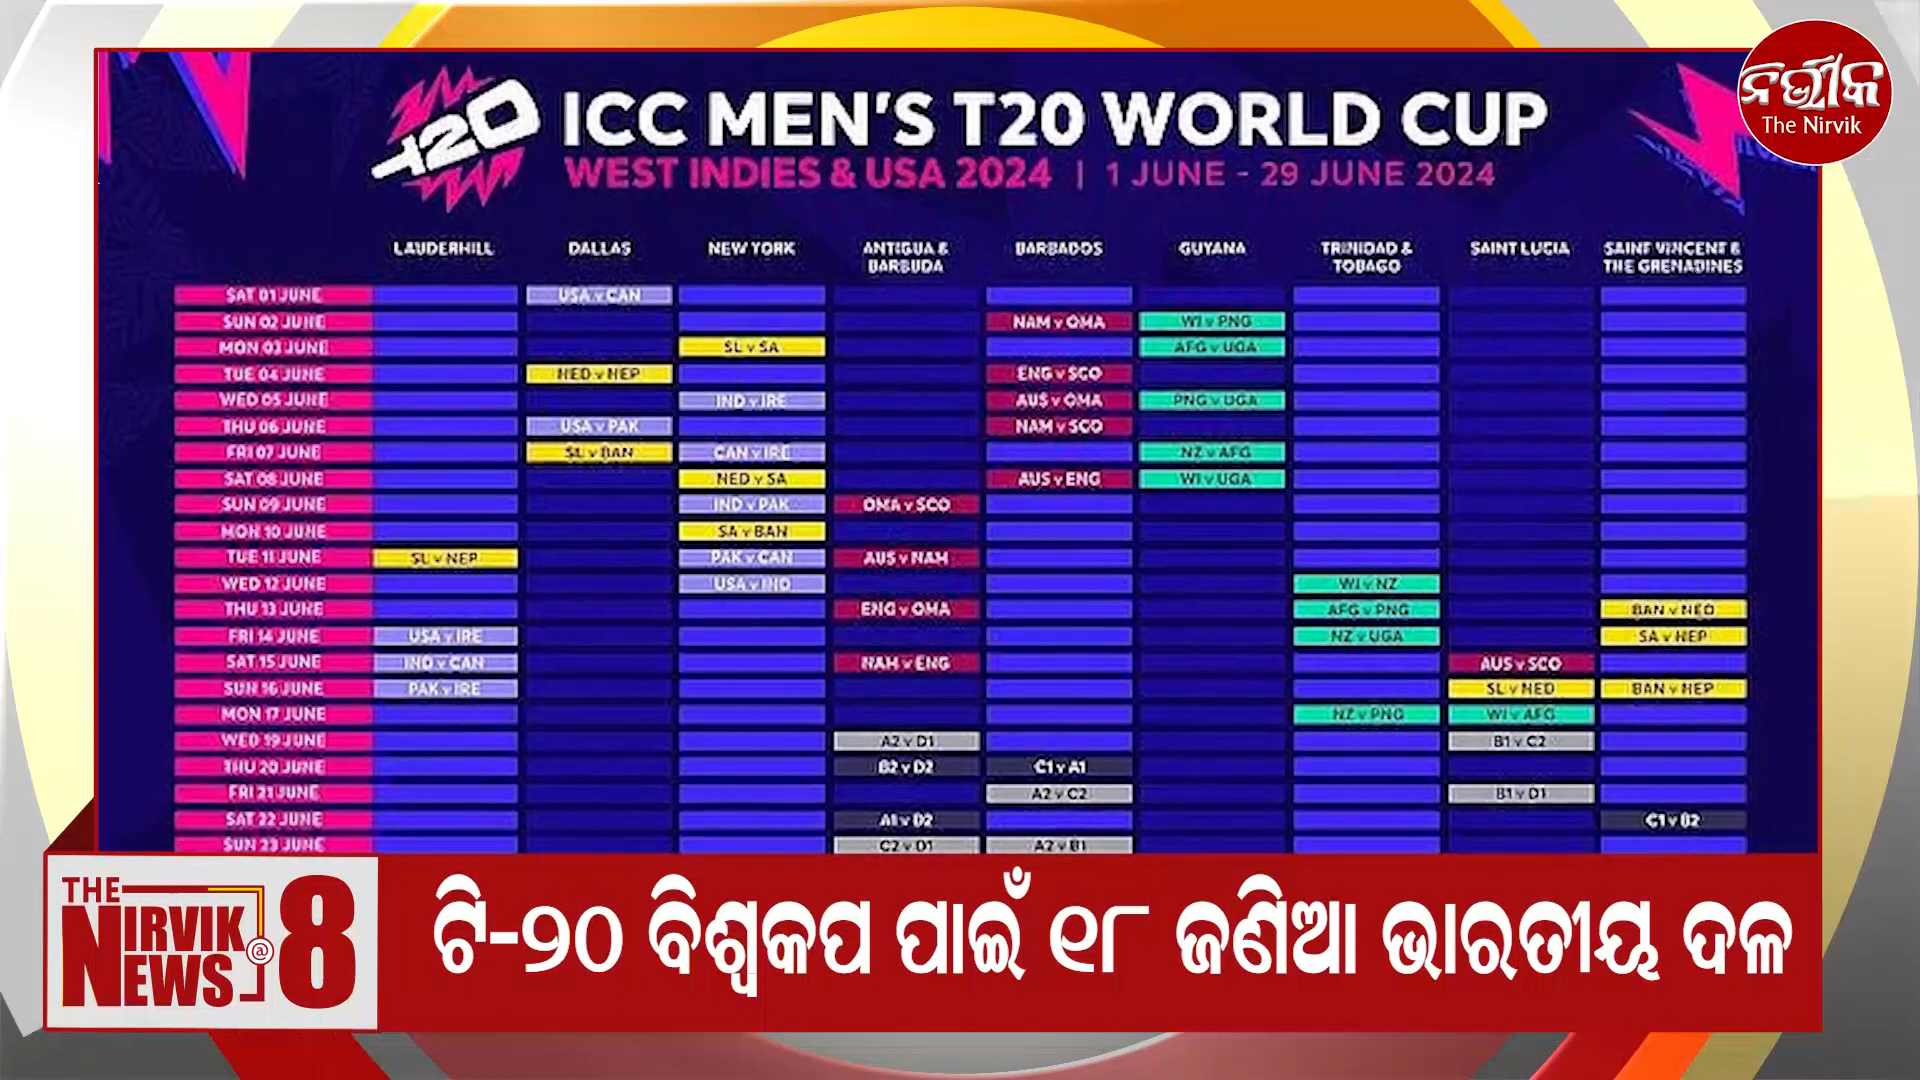 ନିର୍ଭୀକ
The Nirvik
T20 ICC MEN'S T20 WORLD CUP
WEST INDIES & USA 2024 | 1 JUNE - 29 JUNE 2024
LAUDERHILL DALLAS NEW YORK ANTIGUA & BARBUDA BARBADOS GUYANA TRINIDAD & TOBAGO SAINT LUCIA SAINT VINCENT & THE GRENADINES
SAT 01 JUNE USA v CAN
SUN 02 JUNE NAM v OMA WI v PNG
MON 03 JUNE SL v SA AFG v UGA
TUE 04 JUNE NED v NEP ENG v SCO
WED 05 JUNE IND v IRE AUS v OMA PNG v UGA
THU 06 JUNE USA v PAK NAM v SCO
FRI 07 JUNE SL v BAN CAN v IRE NZ v AFG
SAT 08 JUNE NED v SA AUS v ENG WI v UGA
SUN 09 JUNE IND v PAK OMA v SCO
MON 10 JUNE SA v BAN
TUE 11 JUNE SL v NEP PAK v CAN AUS v NAM
WED 12 JUNE USA v IND WI v NZ
THU 13 JUNE ENG v OMA AFG v PNG BAN v NED
FRI 14 JUNE USA v IRE NZ v UGA SA v NEP
SAT 15 JUNE IND v CAN NAM v ENG AUS v SCO
SUN 16 JUNE PAK v IRE SL v NED BAN v NEP
MON 17 JUNE NZ v PNG WI v AFG
WED 19 JUNE A2 v D1 B1 v C2
THU 20 JUNE B2 v D2 C1 v A1
FRI 21 JUNE A2 v C2 B1 v D1
SAT 22 JUNE A1 v D2 C1 v B2
SUN 23 JUNE C2 v D1 A2 v B1
THE NIRVIK NEWS @ 8
ଟି-୨୦ ବିଶ୍ୱକପ ପାଇଁ ୧୮ ଜଣିଆ ଭାରତୀୟ ଦଳ